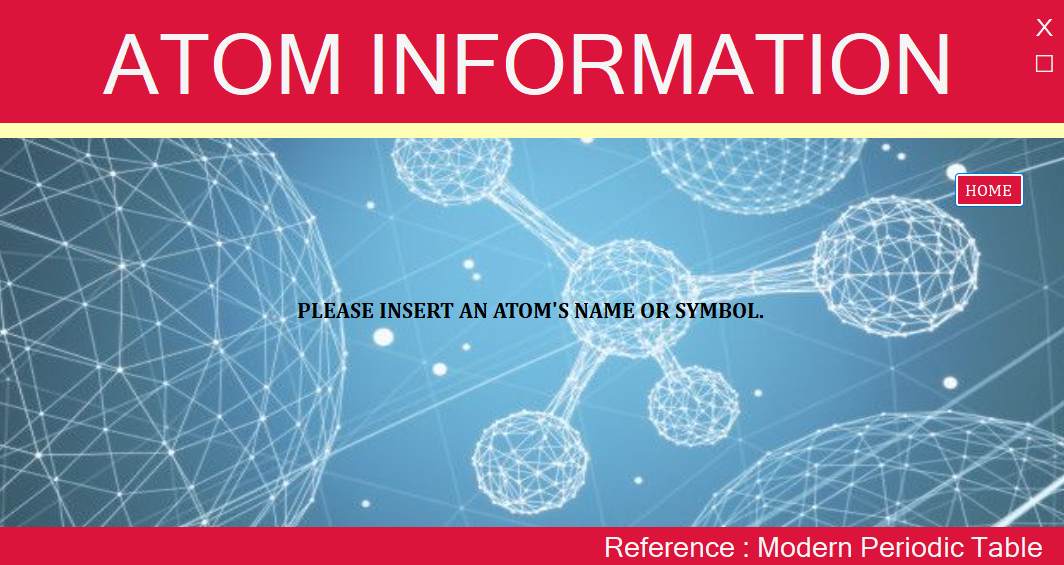 ATOM INFORMATION
X
□
HOME
PLEASE INSERT AN ATOM'S NAME OR SYMBOL.
Reference : Modern Periodic Table